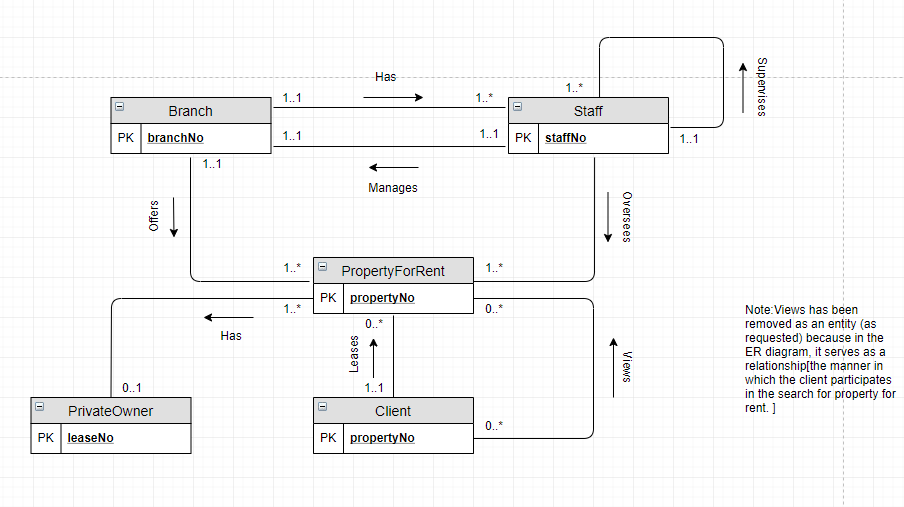 Has
Supervises
1..1
1..*
1..*
Branch
Staff
PK
branchNo
PK
staffNo
1..1
1..1
1..1
1..1
Manages
Offers
Oversees
1..*
1..*
PropertyForRent
PK
propertyNo
1..*
0..*
0..*
Has
Leases
Views
Note:Views has been
removed as an entity (as
requested) because in the
ER diagram, it serves as a
relationship[the manner in
which the client participates
in the search for property for
rent. ]
0..1
1..1
PrivateOwner
Client
PK
leaseNo
PK
propertyNo
0..*